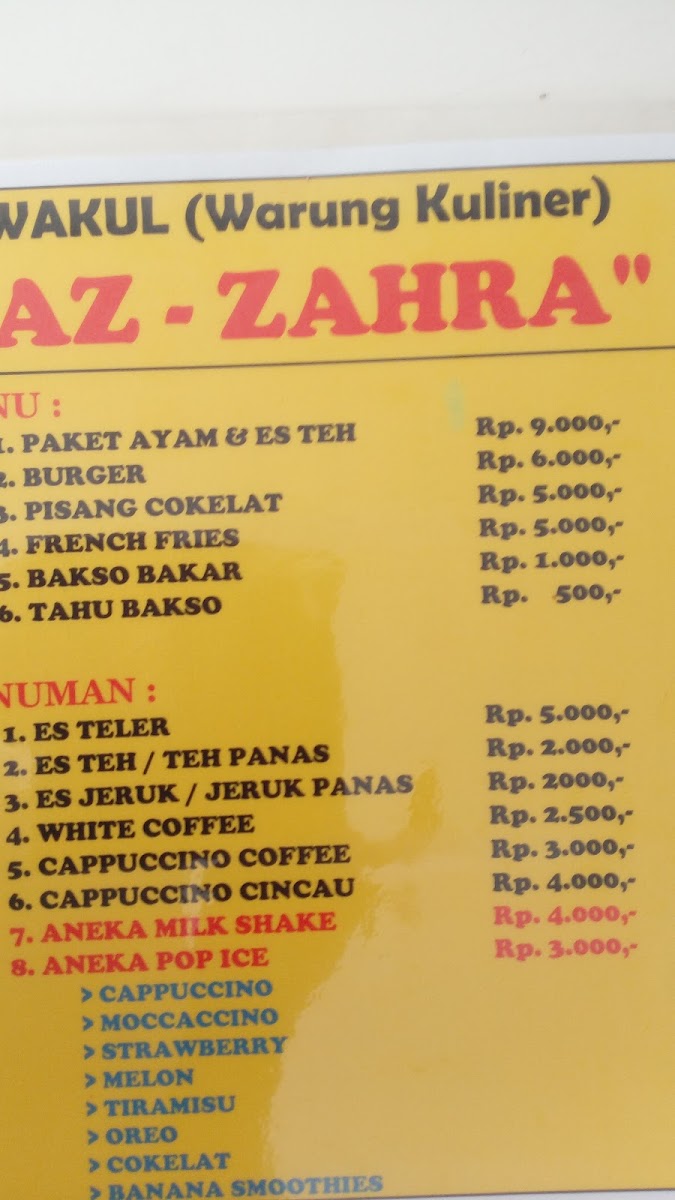 WAKUL (Warung Kuliner)
AZ - ZAHRA"
NU :
1. PAKET AYAM & ES TEH Rp. 9.000,-
2. BURGER Rp. 6.000,-
3. PISANG COKELAT Rp. 5.000,-
4. FRENCH FRIES Rp. 5.000,-
5. BAKSO BAKAR Rp. 1.000,-
6. TAHU BAKSO Rp. 500,-
NUMAN :
1. ES TELER Rp. 5.000,-
2. ES TEH / TEH PANAS Rp. 2.000,-
3. ES JERUK / JERUK PANAS Rp. 2000,-
4. WHITE COFFEE Rp. 2.500,-
5. CAPPUCCINO COFFEE Rp. 3.000,-
6. CAPPUCCINO CINCAU Rp. 4.000,-
7. ANEKA MILK SHAKE Rp. 4.000,-
8. ANEKA POP ICE Rp. 3.000,-
> CAPPUCCINO
> MOCCACCINO
> STRAWBERRY
> MELON
> TIRAMISU
> OREO
> COKELAT
> BANANA SMOOTHIES